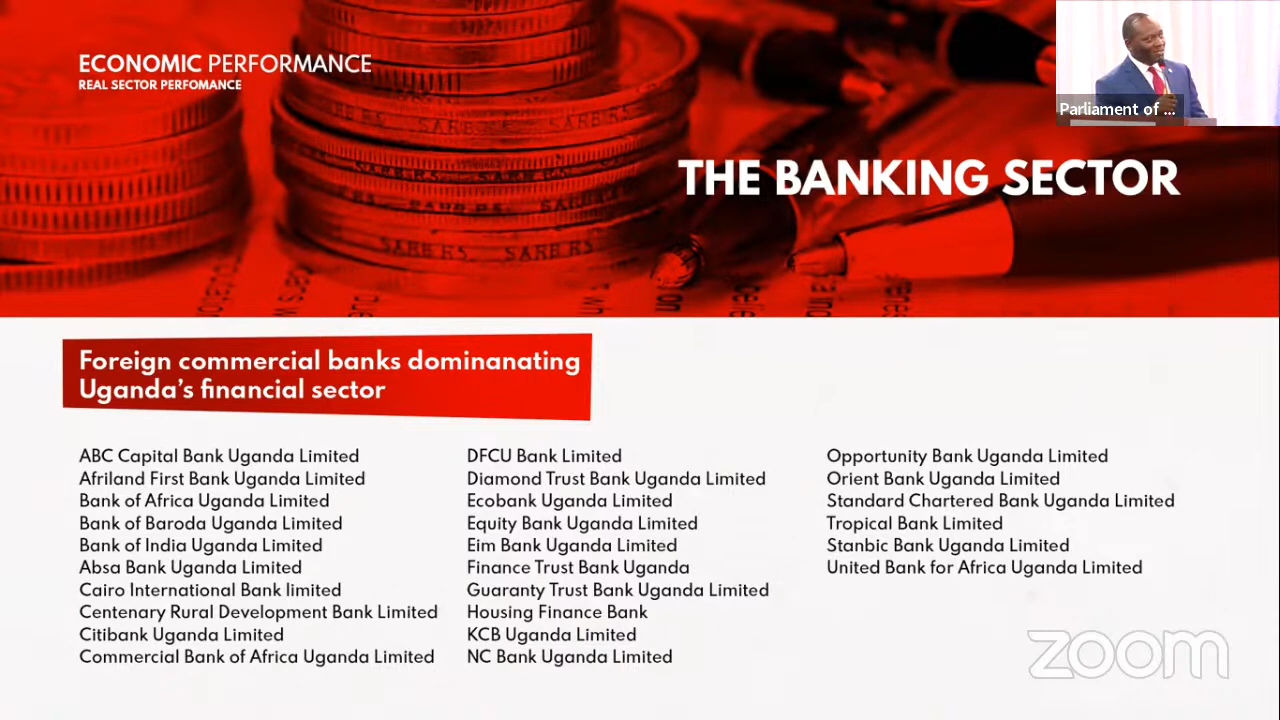 ECONOMIC PERFORMANCE
REAL SECTOR PERFOMANCE
Parliament of ...
THE BANKING SECTOR
SARB RS SARB RS
Foreign commercial banks dominanating
Uganda's financial sector
ABC Capital Bank Uganda Limited
Afriland First Bank Uganda Limited
Bank of Africa Uganda Limited
Bank of Baroda Uganda Limited
Bank of India Uganda Limited
Absa Bank Uganda Limited
Cairo International Bank limited
Centenary Rural Development Bank Limited
Citibank Uganda Limited
Commercial Bank of Africa Uganda Limited
DFCU Bank Limited
Diamond Trust Bank Uganda Limited
Ecobank Uganda Limited
Equity Bank Uganda Limited
Eim Bank Uganda Limited
Finance Trust Bank Uganda
Guaranty Trust Bank Uganda Limited
Housing Finance Bank
KCB Uganda Limited
NC Bank Uganda Limited
Opportunity Bank Uganda Limited
Orient Bank Uganda Limited
Standard Chartered Bank Uganda Limited
Tropical Bank Limited
Stanbic Bank Uganda Limited
United Bank for Africa Uganda Limited
zoom